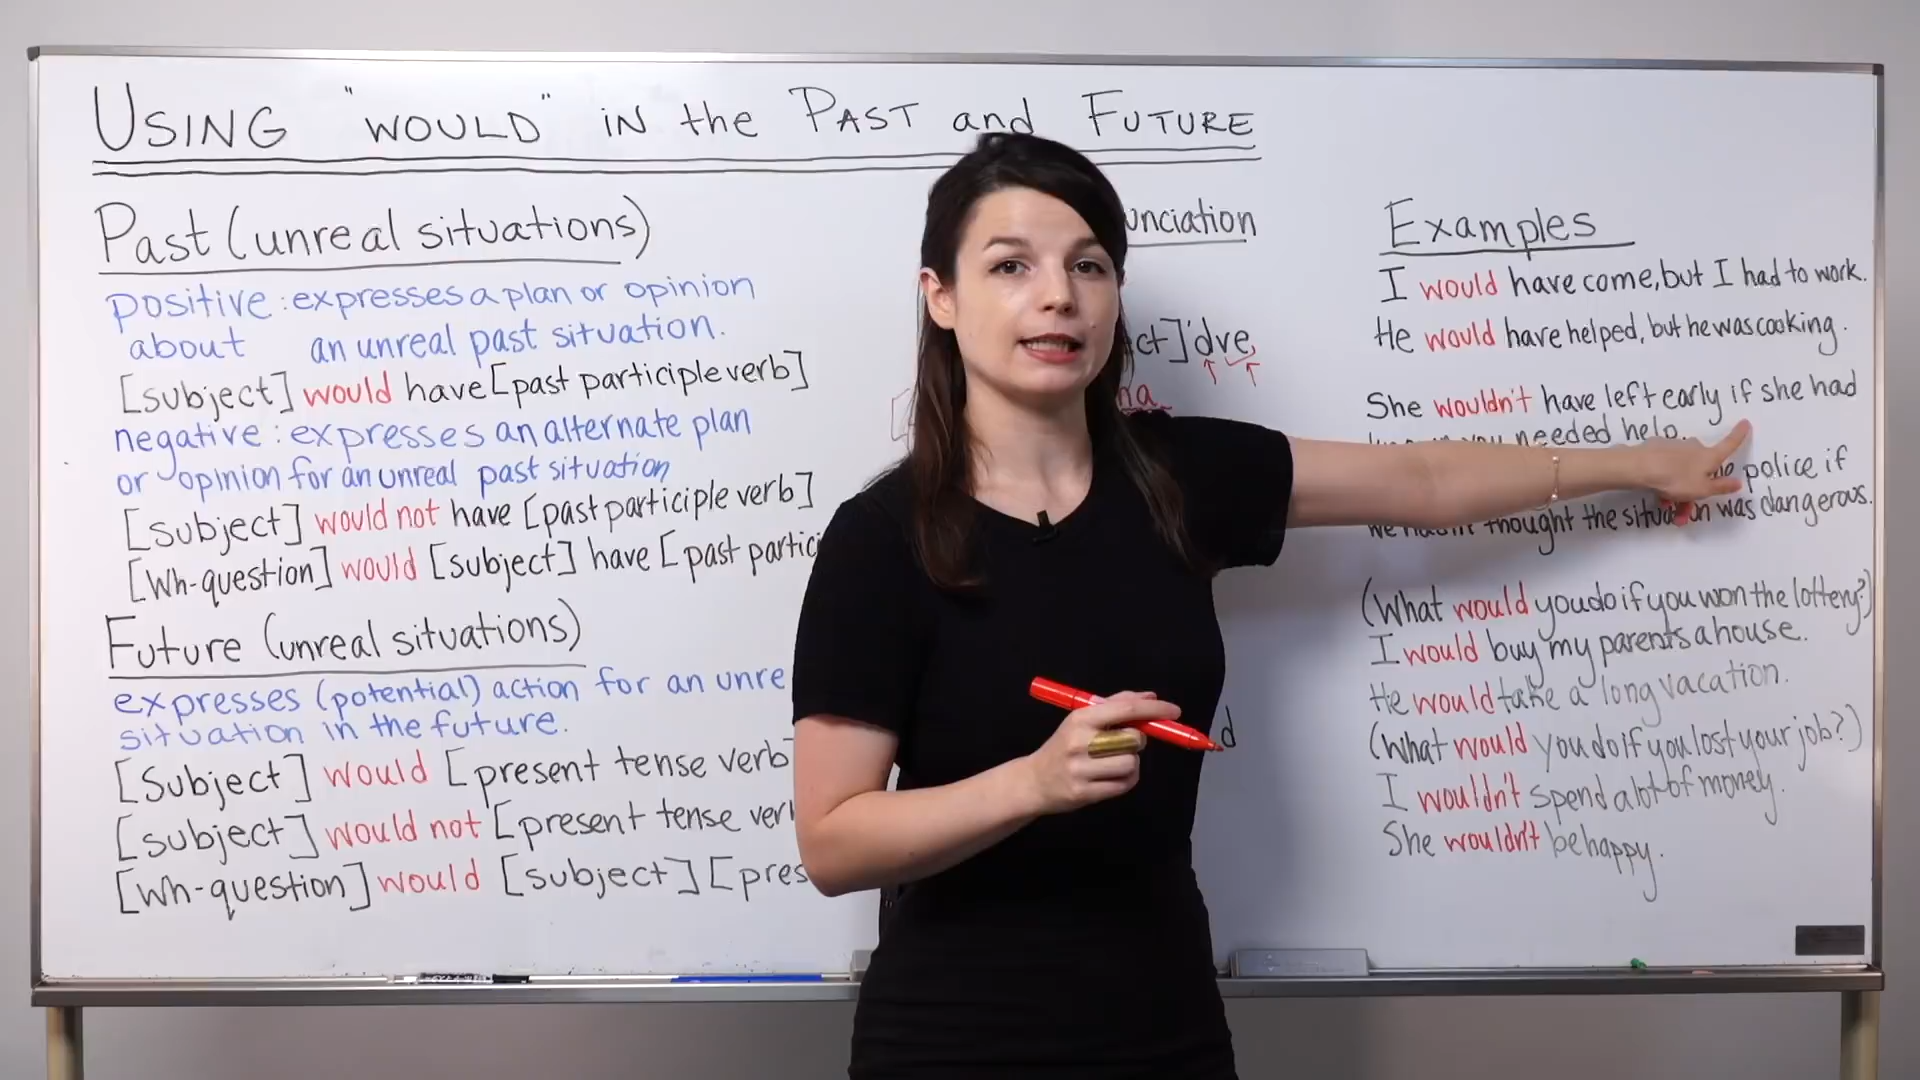 USING "WOULD" IN the PAST and FUTURE
Past (unreal situations)
positive: expresses a plan or opinion
about an unreal past situation.
[subject] would have [past participle verb]
negative: expresses an alternate plan
or opinion for an unreal past situation
[subject] would not have [past participle verb]
[Wh-question] would [subject] have [past partici
Future (unreal situations)
expresses (potential) action for an unre
situation in the future.
[Subject] would [present tense verb]
[subject] would not [present tense ver
[Wh-question] would [subject] [pres
unciation
ct]'dve
na
d
Examples
I would have come, but I had to work.
He would have helped, but he was cooking.
She wouldn't have left early if she had
you needed help.
police if
thought the situation was dangerous.
(What would you do if you won the lottery?)
I would buy my parents a house.
He would take a long vacation.
(What would you do if you lost your job?)
I wouldn't spend a lot of money.
She wouldn't be happy.